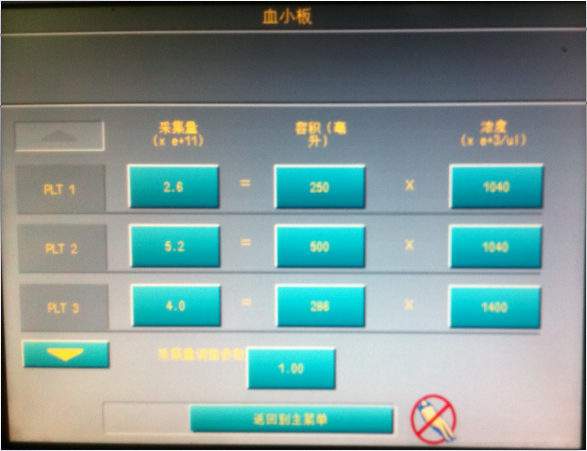 血小板
采集量
(x e+11)
容积（毫
升）
浓度
(x e+3/ul)
PLT 1
2.6
=
250
X
1040
PLT 2
5.2
=
500
X
1040
PLT 3
4.0
=
286
X
1400
采集量调整参数
1.00
返回到主菜单